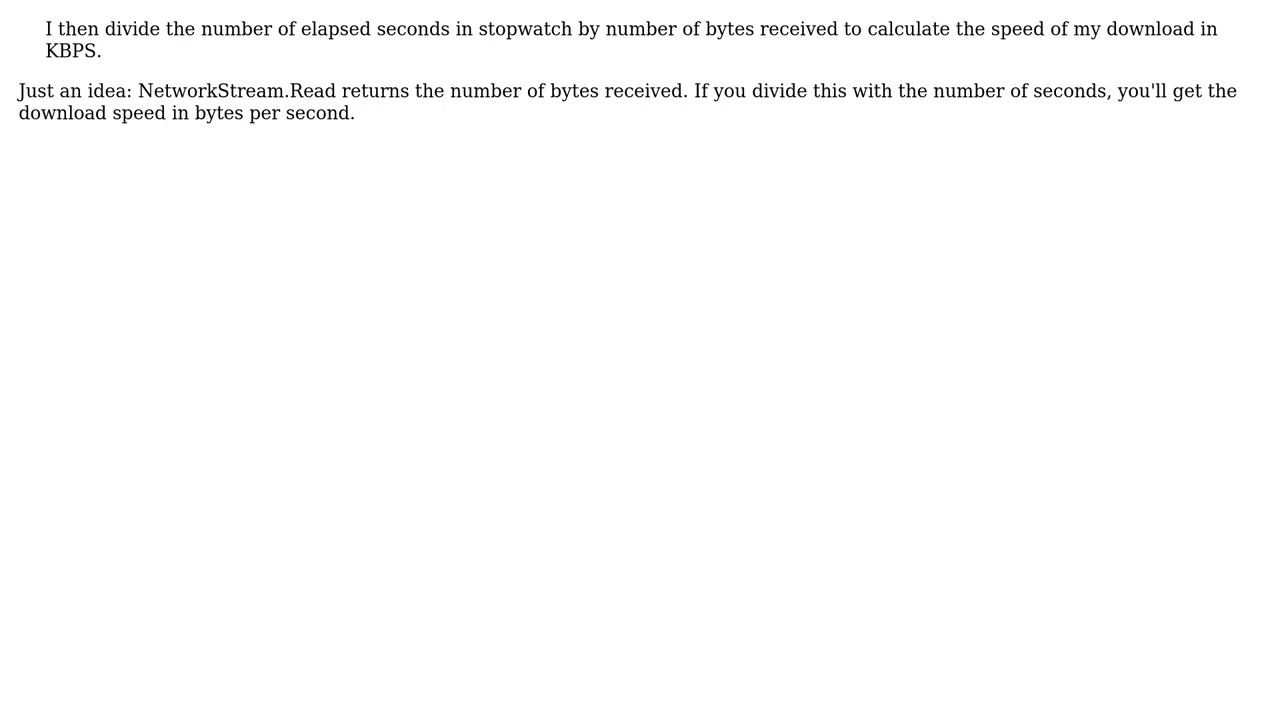 I then divide the number of elapsed seconds in stopwatch by number of bytes received to calculate the speed of my download in
KBPS.
Just an idea: NetworkStream.Read returns the number of bytes received. If you divide this with the number of seconds, you'll get the
download speed in bytes per second.